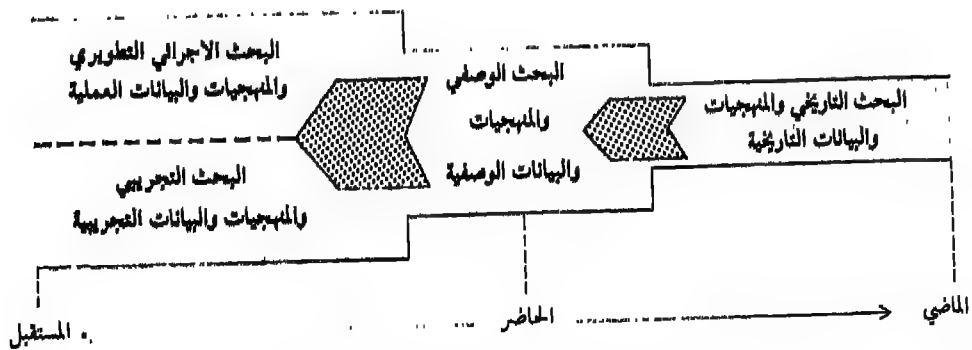 البحث التاريخي والمنهجيات
والبيانات التاريخية
البحث الوصفي
والمنهجيات
والبيانات الوصفية
البحث الاجرائي التطويري
والمنهجيات والبيانات العملية
البحث التجريبي
والمنهجيات والبيانات التجريبية
الماضي
الحاضر
المستقبل